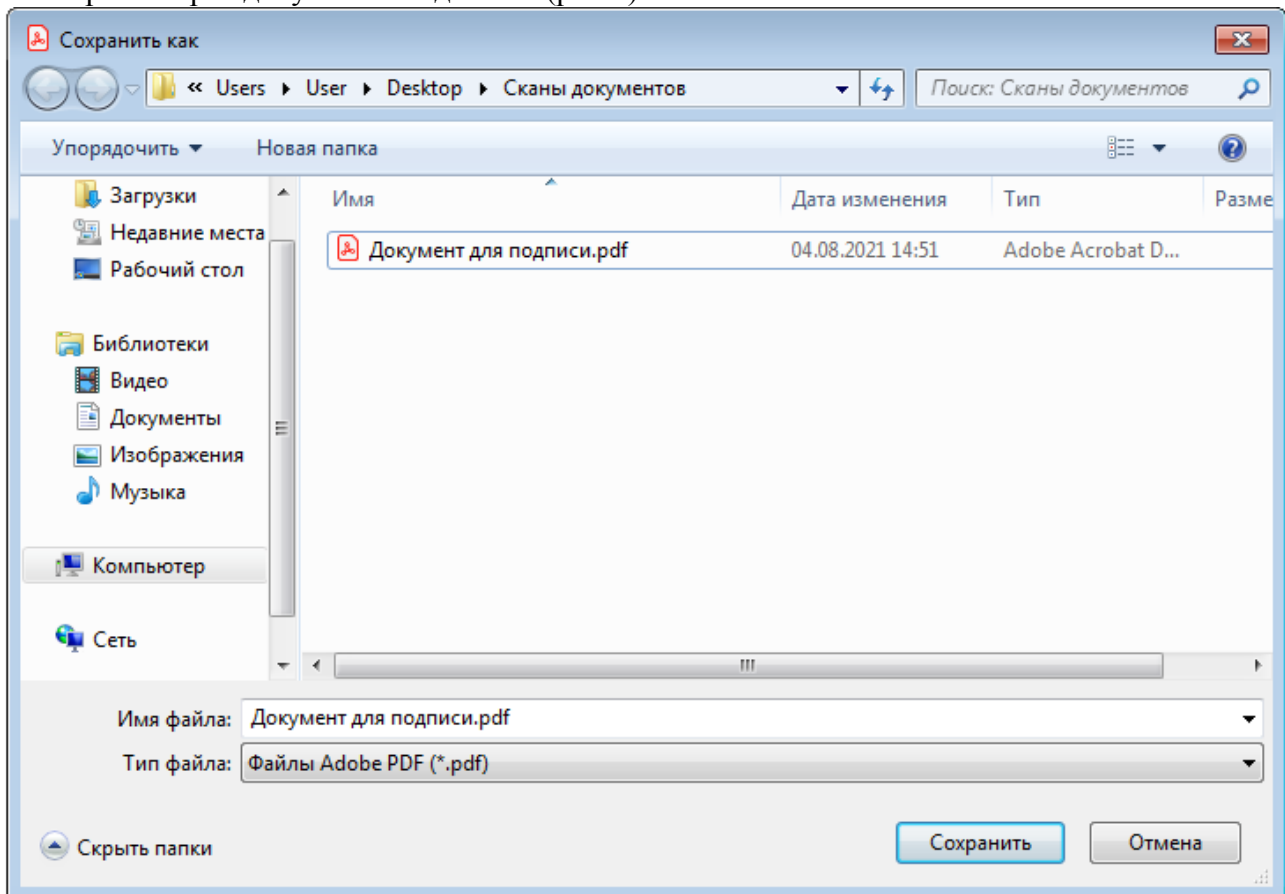 Сохранить как
« Users ▸ User ▸ Desktop ▸ Сканы документов
Поиск: Сканы документов
Упорядочить ▾ Новая папка
Загрузки
Недавние места
Рабочий стол
Библиотеки
Видео
Документы
Изображения
Музыка
Компьютер
Сеть
Имя Дата изменения Тип Разме
Документ для подписи.pdf 04.08.2021 14:51 Adobe Acrobat D...
Имя файла: Документ для подписи.pdf
Тип файла: Файлы Adobe PDF (*.pdf)
Скрыть папки
Сохранить Отмена